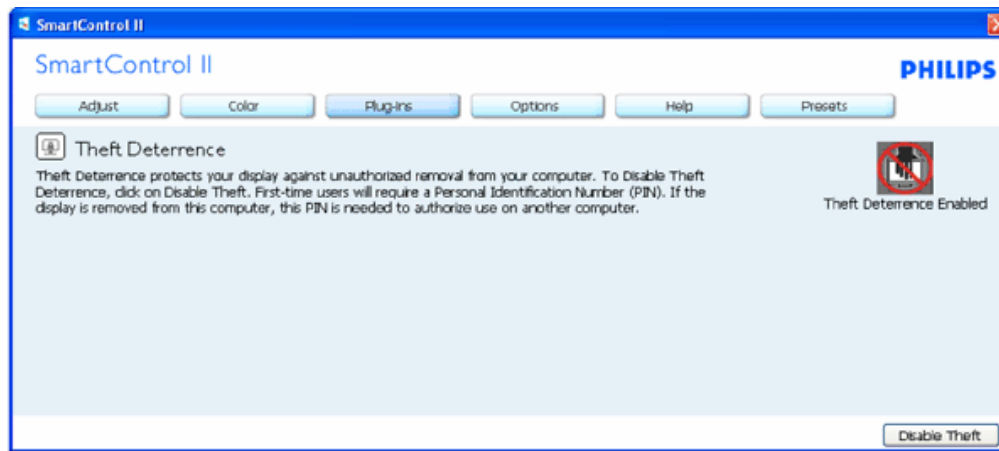 SmartControl II
SmartControl II
PHILIPS
Adjust Color Plug-Ins Options Help Presets
Theft Deterrence
Theft Deterrence protects your display against unauthorized removal from your computer. To Disable Theft
Deterrence, click on Disable Theft. First-time users will require a Personal Identification Number (PIN). If the
display is removed from this computer, this PIN is needed to authorize use on another computer.
Theft Deterrence Enabled
Disable Theft